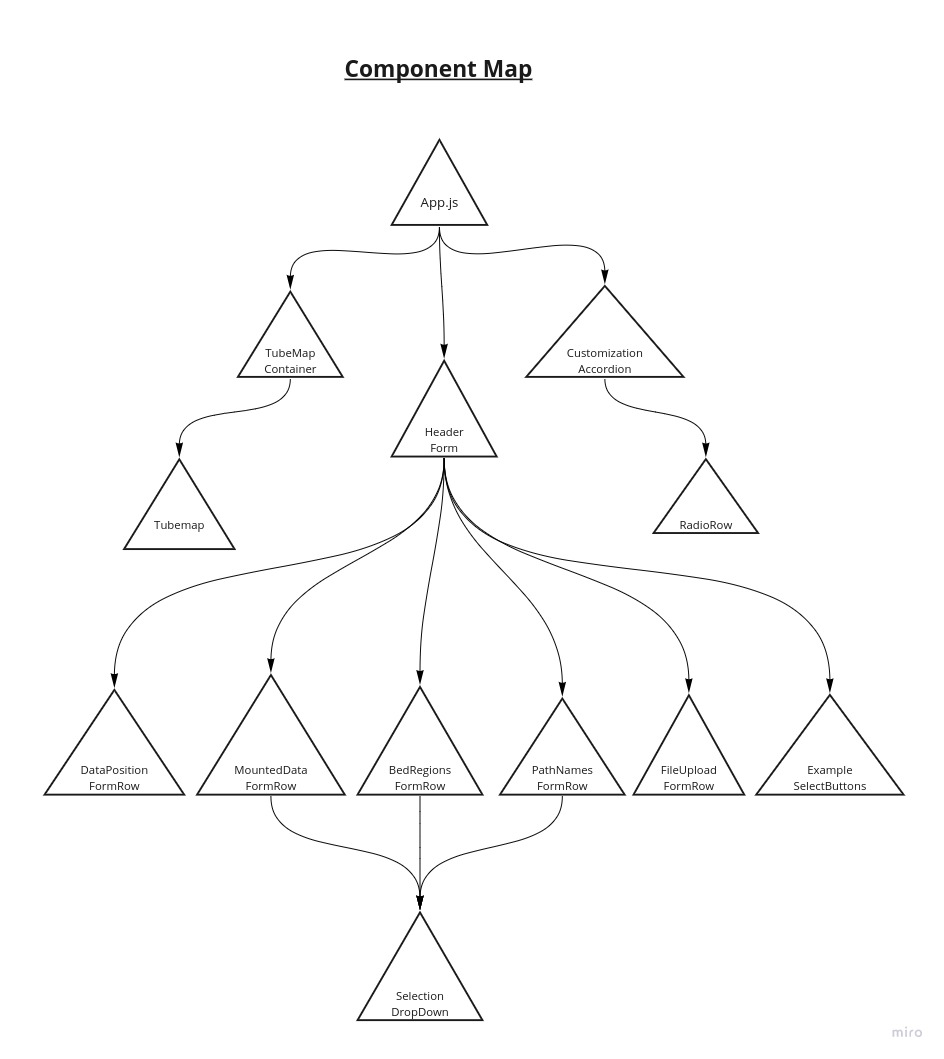 Component Map
App.js
TubeMap
Container
Customization
Accordion
Header
Form
Tubemap
RadioRow
DataPosition
FormRow
MountedData
FormRow
BedRegions
FormRow
PathNames
FormRow
FileUpload
FormRow
Example
SelectButtons
Selection
DropDown
miro